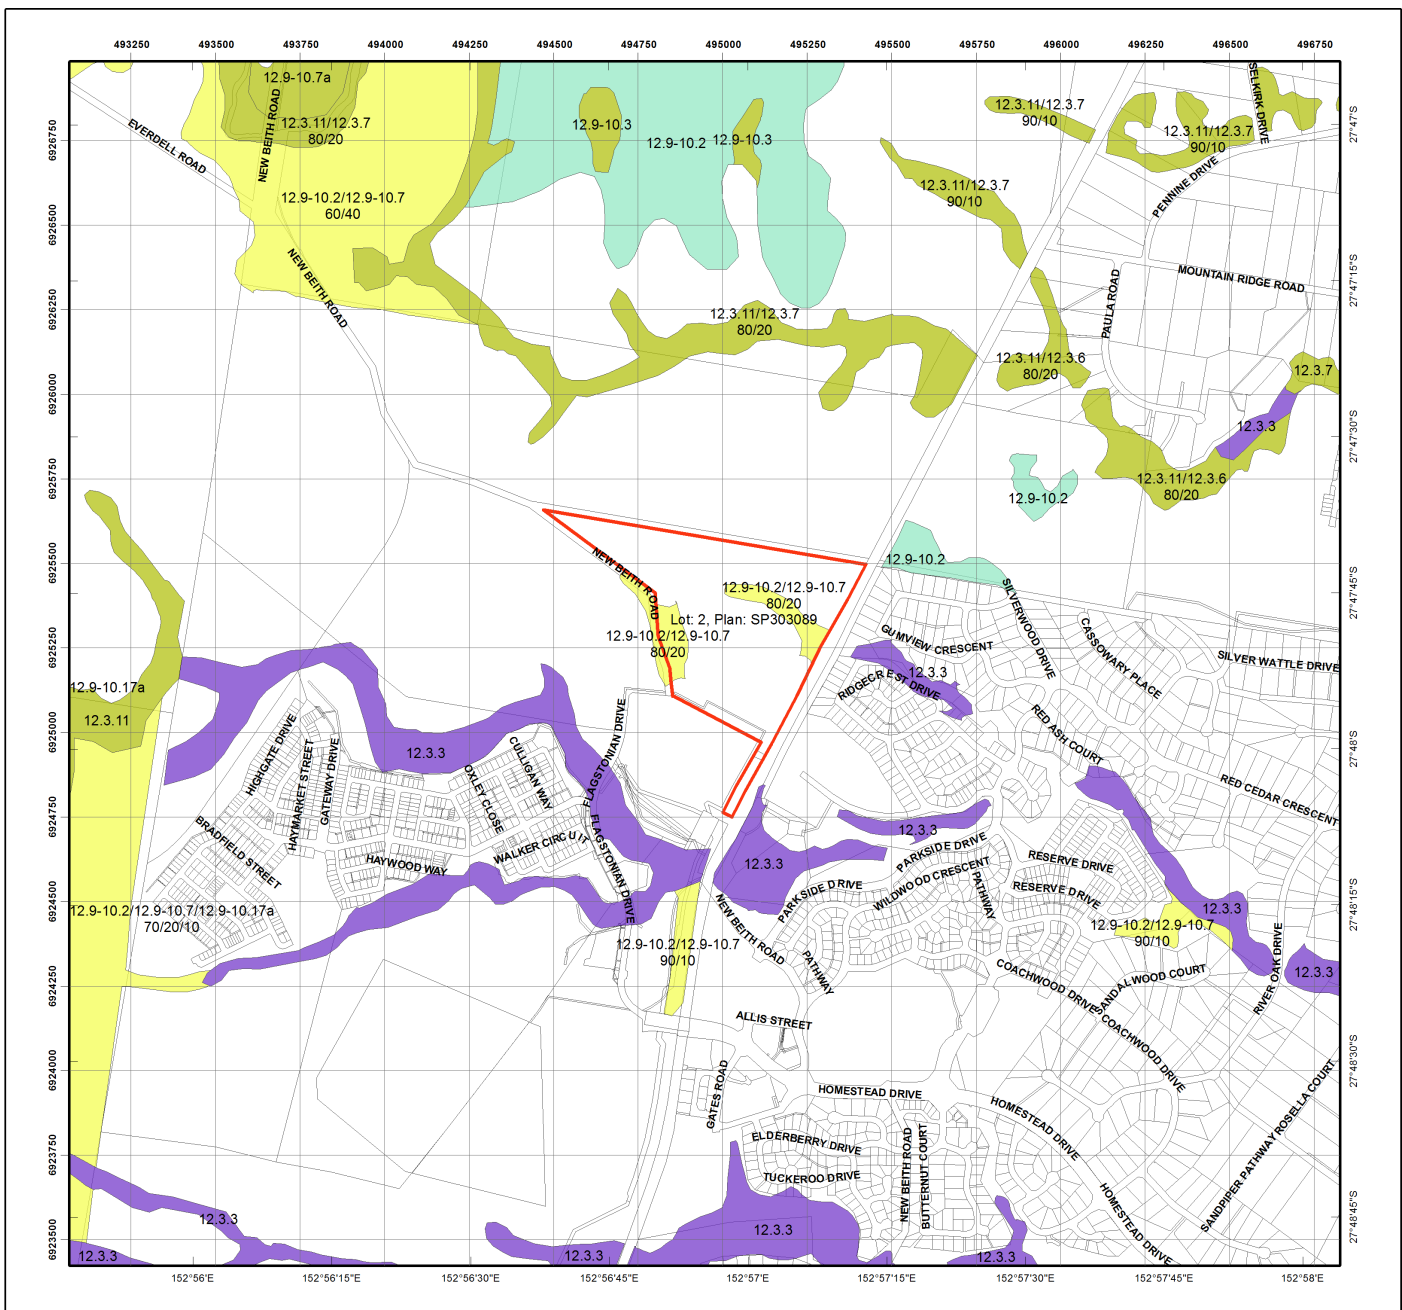 493250 493500 493750 494000 494250 494500 494750 495000 495250 495500 495750 496000 496250 496500 496750
6926750
6926500
6926250
6926000
6925750
6925500
6925250
6925000
6924750
6924500
6924250
6924000
6923750
6923500
27°47'S
27°47'15"S
27°47'30"S
27°47'45"S
27°48'S
27°48'15"S
27°48'30"S
27°48'45"S
12.9-10.7a
12.3.11/12.3.7
80/20
NEW BEITH ROAD
EVERDELL ROAD
12.9-10.2/12.9-10.7
60/40
NEW BEITH ROAD
12.9-10.3
12.9-10.2
12.9-10.3
12.3.11/12.3.7
90/10
12.3.11/12.3.7
90/10
SELKIRK DRIVE
12.3.11/12.3.7
90/10
PENNINE DRIVE
MOUNTAIN RIDGE ROAD
PAULA ROAD
12.3.11/12.3.7
80/20
12.3.11/12.3.6
80/20
12.3.7
12.3.3
12.3.11/12.3.6
80/20
12.9-10.2
12.9-10.2
NEW BEITH ROAD
12.9-10.2/12.9-10.7
80/20
Lot: 2, Plan: SP303089
12.9-10.2/12.9-10.7
80/20
SILVERWOOD DRIVE
GUMVIEW CRESCENT
CASSOWARY PLACE
SILVER WATTLE DRIVE
12.3.3
RIDGECREST DRIVE
RED ASH COURT
RED CEDAR CRESCENT
12.9-10.17a
12.3.11
12.3.3
HIGHGATE DRIVE
HAYMARKET STREET
GATEWAY DRIVE
OXLEY CLOSE
CULLIGAN WAY
FLAGSTONIAN DRIVE
BRADFIELD STREET
HAYWOOD WAY
WALKER CIRCUIT
FLAGSTONIAN DRIVE
12.3.3
12.3.3
PARKSIDE DRIVE
PARKSIDE DRIVE
WILDWOOD CRESCENT
PATHWAY
RESERVE DRIVE
RESERVE DRIVE
12.3.3
12.9-10.2/12.9-10.7/12.9-10.17a
70/20/10
12.9-10.2/12.9-10.7
90/10
NEW BEITH ROAD
PATHWAY
12.9-10.2/12.9-10.7
90/10
COACHWOOD DRIVE
SANDALWOOD COURT
RIVER OAK DRIVE
12.3.3
ALLIS STREET
COACHWOOD DRIVE
GATES ROAD
HOMESTEAD DRIVE
HOMESTEAD DRIVE
SANDPIPER PATHWAY ROSELLA COURT
ELDERBERRY DRIVE
TUCKEROO DRIVE
NEW BEITH ROAD
BUTTERNUT COURT
HOMESTEAD DRIVE
12.3.3
12.3.3
12.3.3
12.3.3
12.3.3
152°56'E 152°56'15"E 152°56'30"E 152°56'45"E 152°57'E 152°57'15"E 152°57'30"E 152°57'45"E 152°58'E